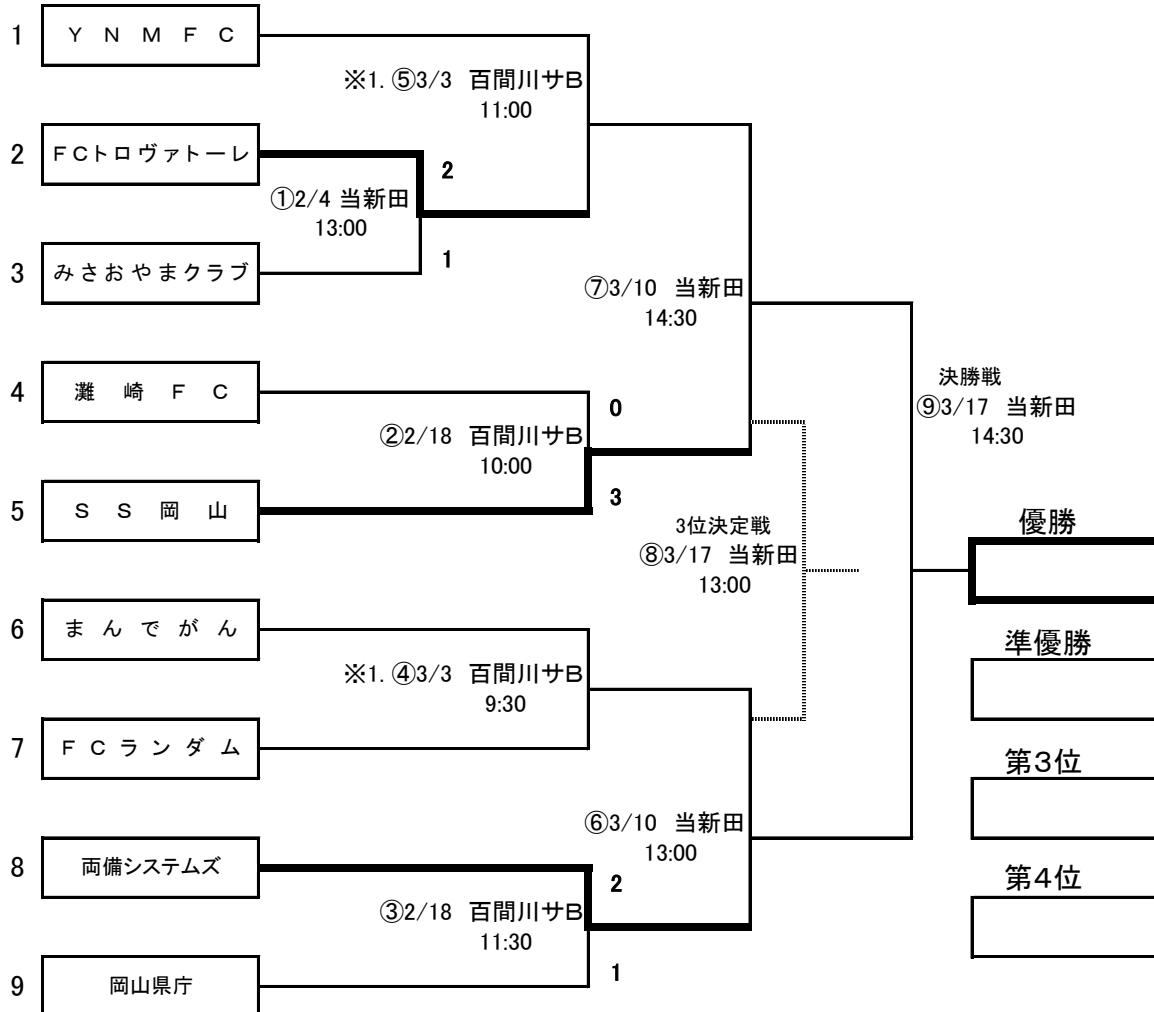 1 ＹＮＭＦＣ
※1. ⑤3/3 百間川サＢ
11:00
2 ＦＣトロヴァトーレ
2
①2/4 当新田
13:00
3 みさおやまクラブ
1
⑦3/10 当新田
14:30
4 灘崎ＦＣ
0
②2/18 百間川サＢ
10:00
5 ＳＳ岡山
3
決勝戦
⑨3/17 当新田
14:30
3位決定戦
⑧3/17 当新田
13:00
優勝
6 まんでがん
準優勝
※1. ④3/3 百間川サＢ
9:30
7 ＦＣランダム
第３位
⑥3/10 当新田
13:00
8 両備システムズ
2
第４位
③2/18 百間川サＢ
11:30
9 岡山県庁
1